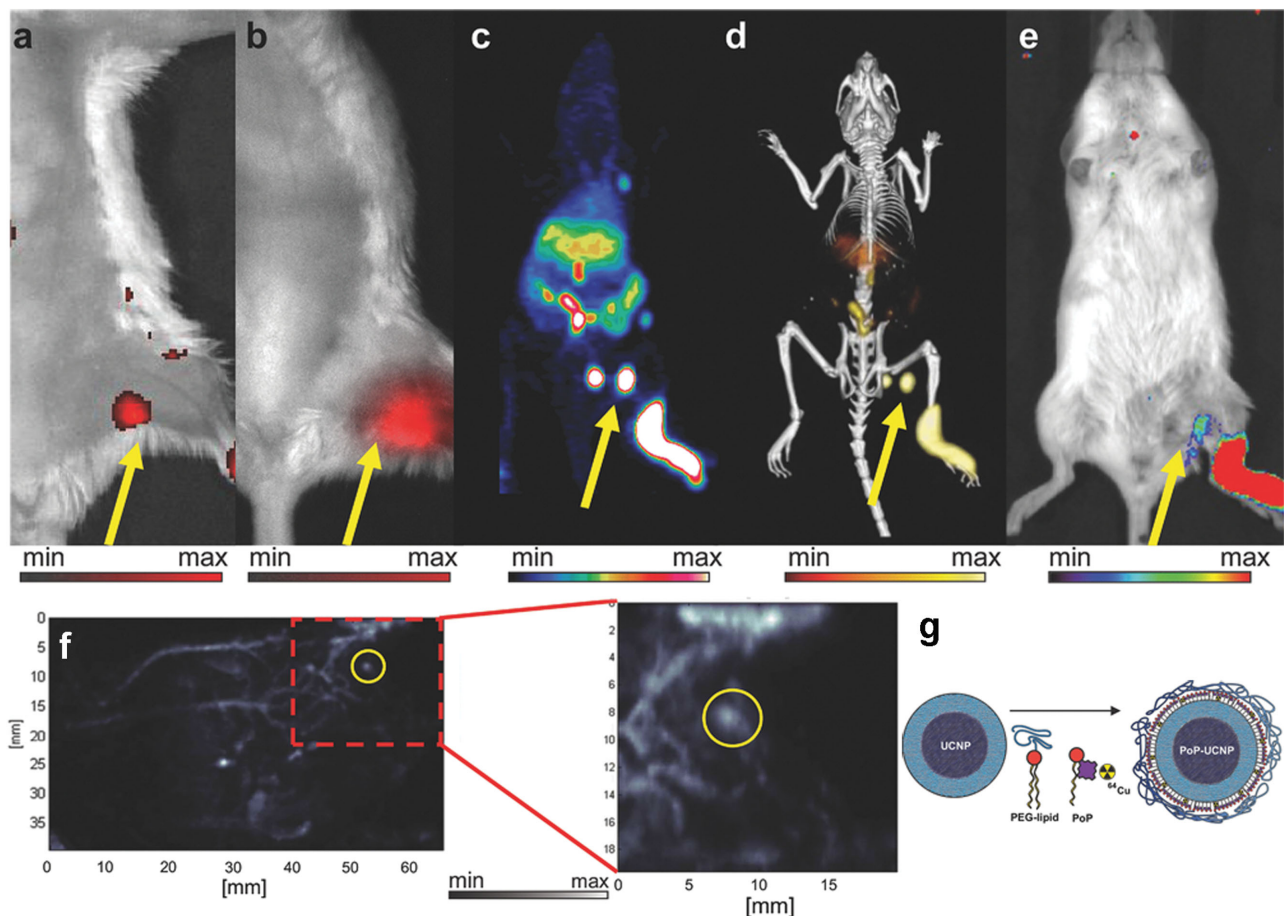 a b c d e
min max min max min max min max min max
f
0
5
10
15
20
25
30
35
[mm]
0 10 20 30 40 50 60
[mm]
min max
0
2
4
6
8
10
12
14
16
18
0 5 10 15
[mm]
g
UCNP
PEG-lipid PoP
64Cu
PoP-UCNP